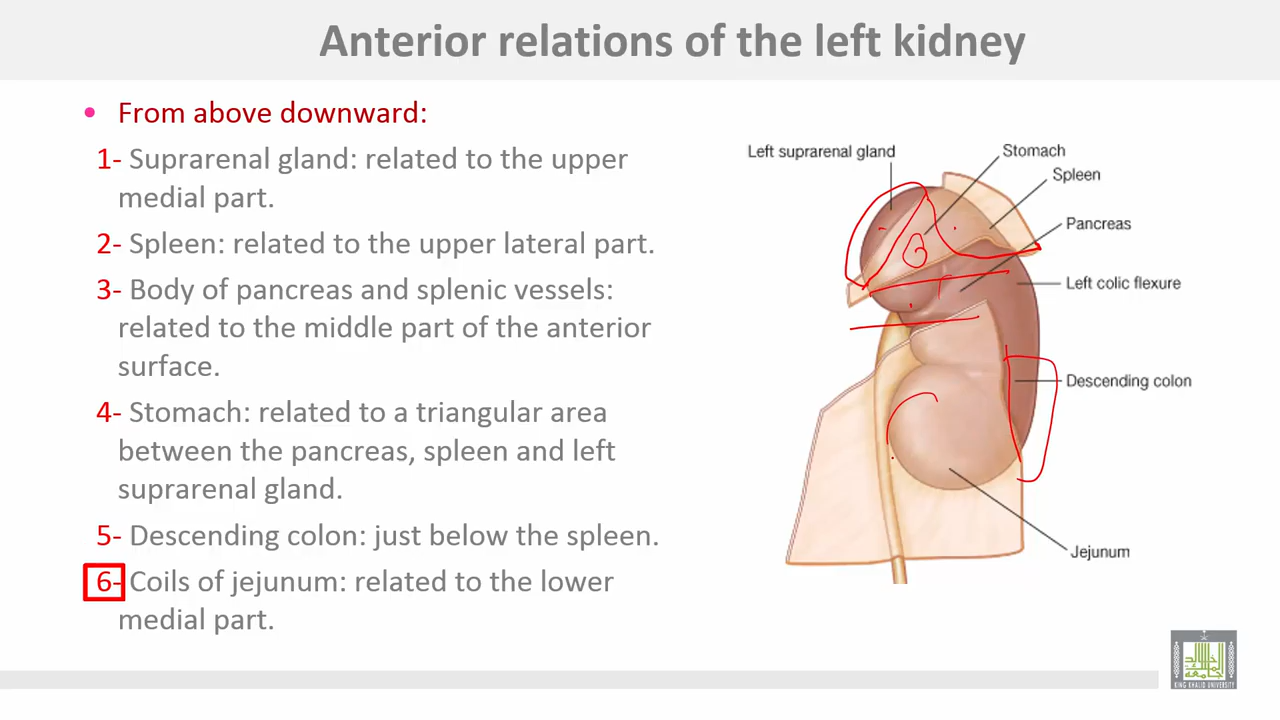 Anterior relations of the left kidney
• From above downward:
1- Suprarenal gland: related to the upper
medial part.
2- Spleen: related to the upper lateral part.
3- Body of pancreas and splenic vessels:
related to the middle part of the anterior
surface.
4- Stomach: related to a triangular area
between the pancreas, spleen and left
suprarenal gland.
5- Descending colon: just below the spleen.
6- Coils of jejunum: related to the lower
medial part.
Left suprarenal gland
Stomach
Spleen
Pancreas
Left colic flexure
Descending colon
Jejunum
KING KHALID UNIVERSITY